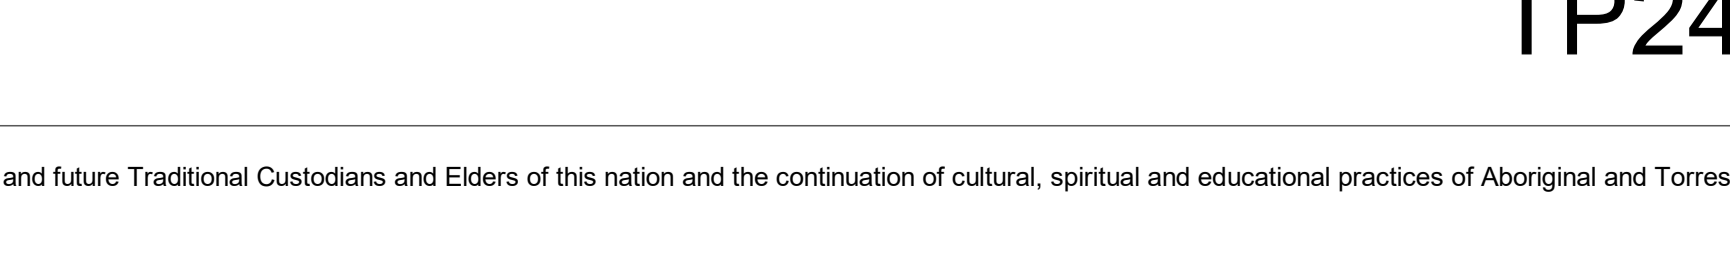 TP24
and future Traditional Custodians and Elders of this nation and the continuation of cultural, spiritual and educational practices of Aboriginal and Torres